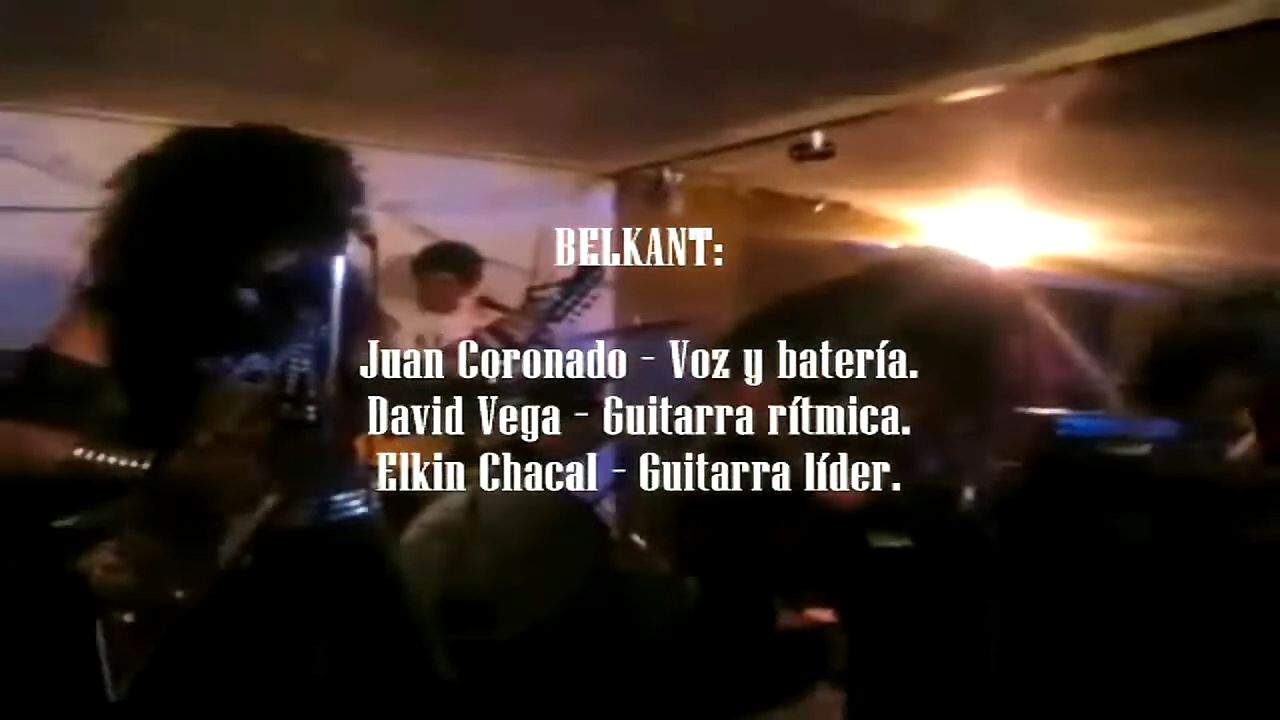 BELKANT:
Juan Coronado - Voz y batería.
David Vega - Guitarra rítmica.
Elkin Chacal - Guitarra líder.